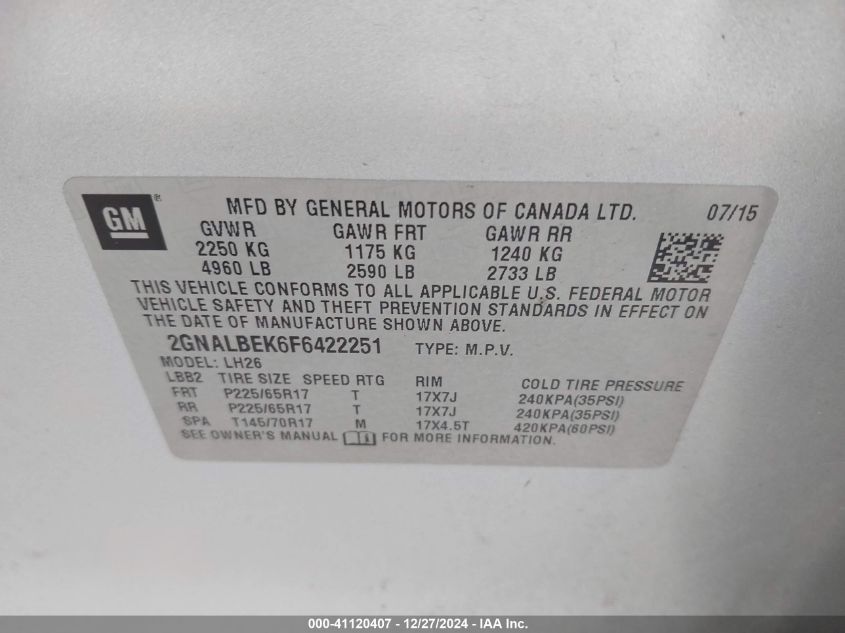 GM®
MFD BY GENERAL MOTORS OF CANADA LTD. 07/15
GVWR GAWR FRT GAWR RR
2250 KG 1175 KG 1240 KG
4960 LB 2590 LB 2733 LB
THIS VEHICLE CONFORMS TO ALL APPLICABLE U.S. FEDERAL MOTOR
VEHICLE SAFETY AND THEFT PREVENTION STANDARDS IN EFFECT ON
THE DATE OF MANUFACTURE SHOWN ABOVE.
2GNALBEK6F6422251 TYPE: M.P.V.
MODEL: LH26
LBB2 TIRE SIZE SPEED RTG RIM COLD TIRE PRESSURE
FRT P225/65R17 T 17X7J 240KPA(35PSI)
RR P225/65R17 T 17X7J 240KPA(35PSI)
SPA T145/70R17 M 17X4.5T 420KPA(60PSI)
SEE OWNER'S MANUAL FOR MORE INFORMATION.
000-41120407 - 12/27/2024 - IAA Inc.